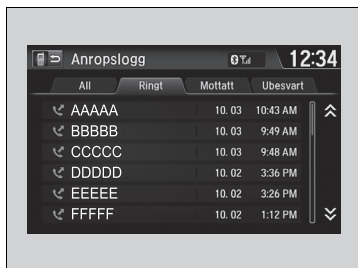 Anropslogg 12:34
All Ringt Mottatt Ubesvart
AAAAA 10. 03 10:43 AM
BBBBB 10. 03 9:49 AM
CCCCC 10. 03 9:48 AM
DDDDD 10. 02 3:36 PM
EEEEE 10. 02 3:26 PM
FFFFF 10. 02 1:12 PM